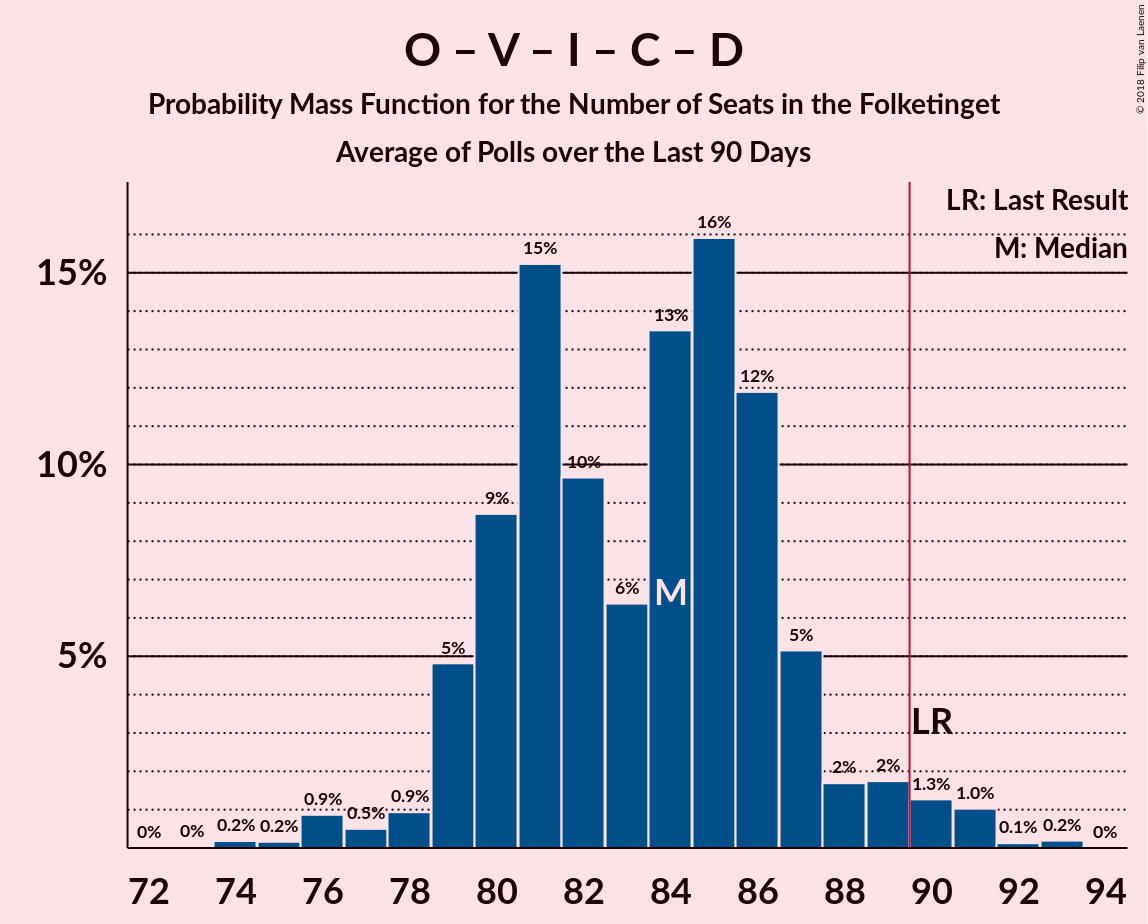 O – V – I – C – D
Probability Mass Function for the Number of Seats in the Folketinget
Average of Polls over the Last 90 Days
© 2018 Filip van Laenen
LR: Last Result
M: Median
15%
10%
5%
0% 0% 0.2% 0.2% 0.9% 0.5% 0.9% 5% 9% 15% 10% 6% 13% 16% 12% 5% 2% 2% 1.3% 1.0% 0.1% 0.2% 0%
M
LR
72 74 76 78 80 82 84 86 88 90 92 94